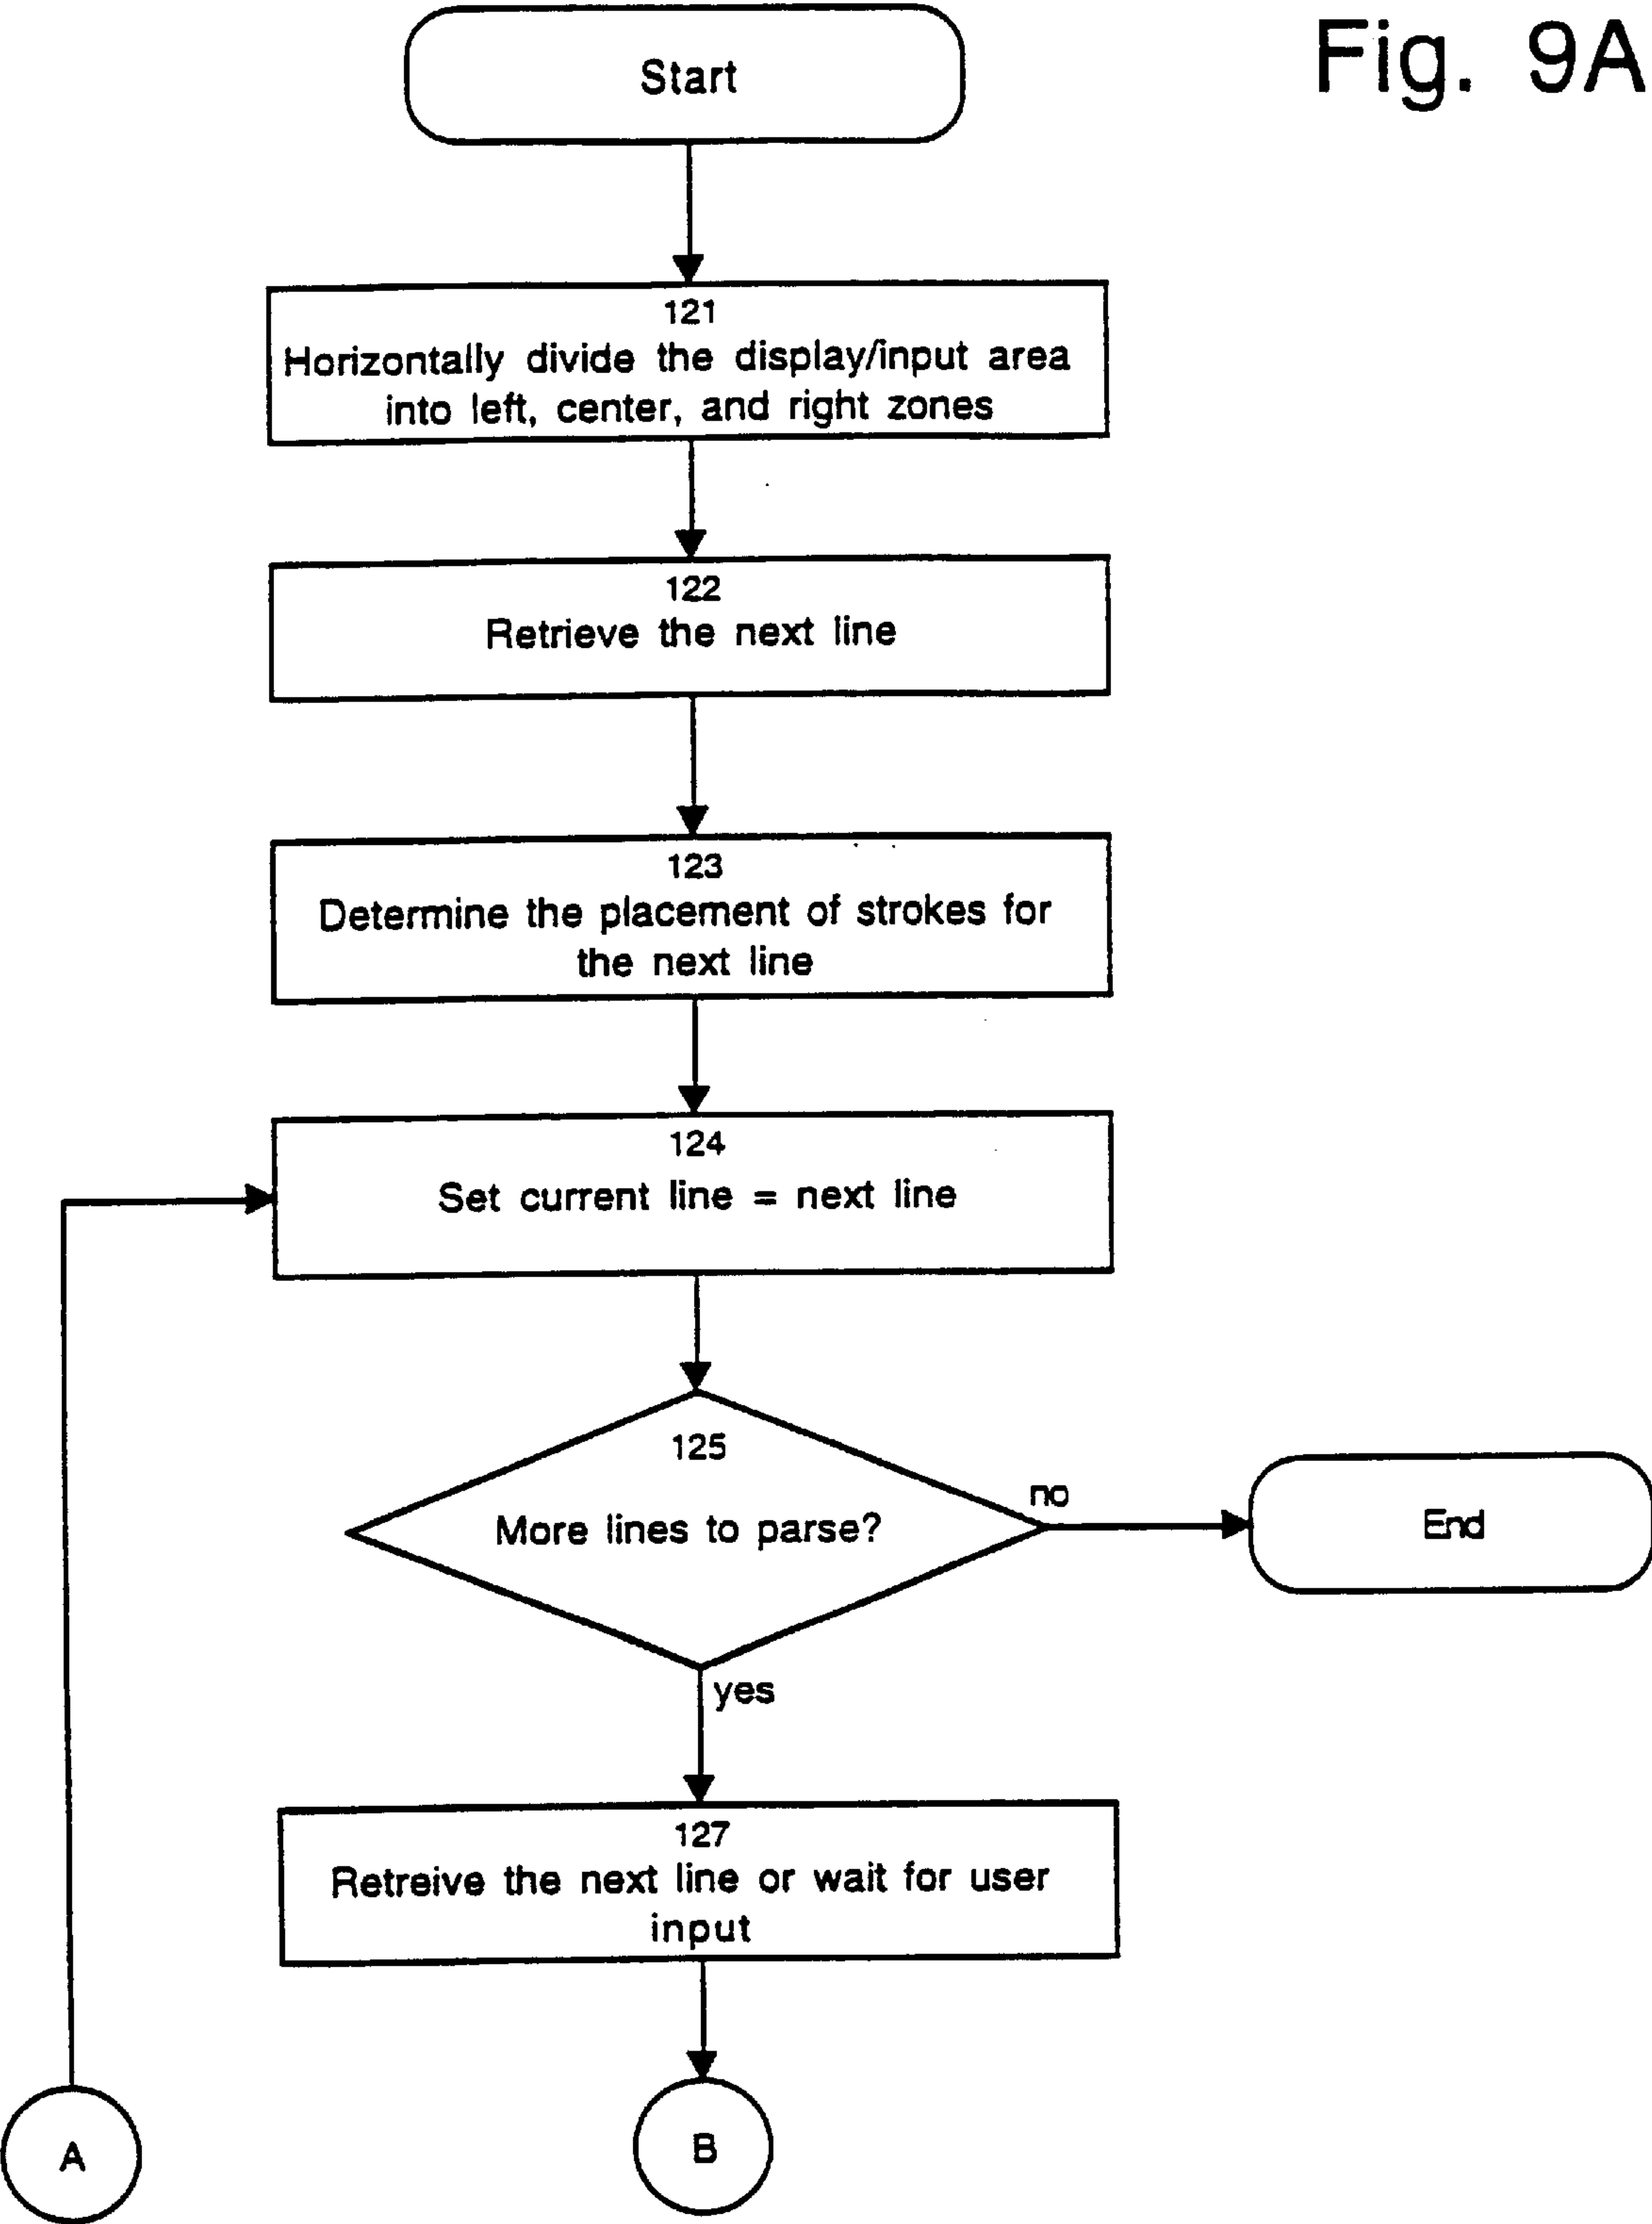 Fig. 9A
Start
121
Horizontally divide the display/input area
into left, center, and right zones
122
Retrieve the next line
123
Determine the placement of strokes for
the next line
124
Set current line = next line
125
More lines to parse?
no
End
yes
127
Retreive the next line or wait for user
input
A
B